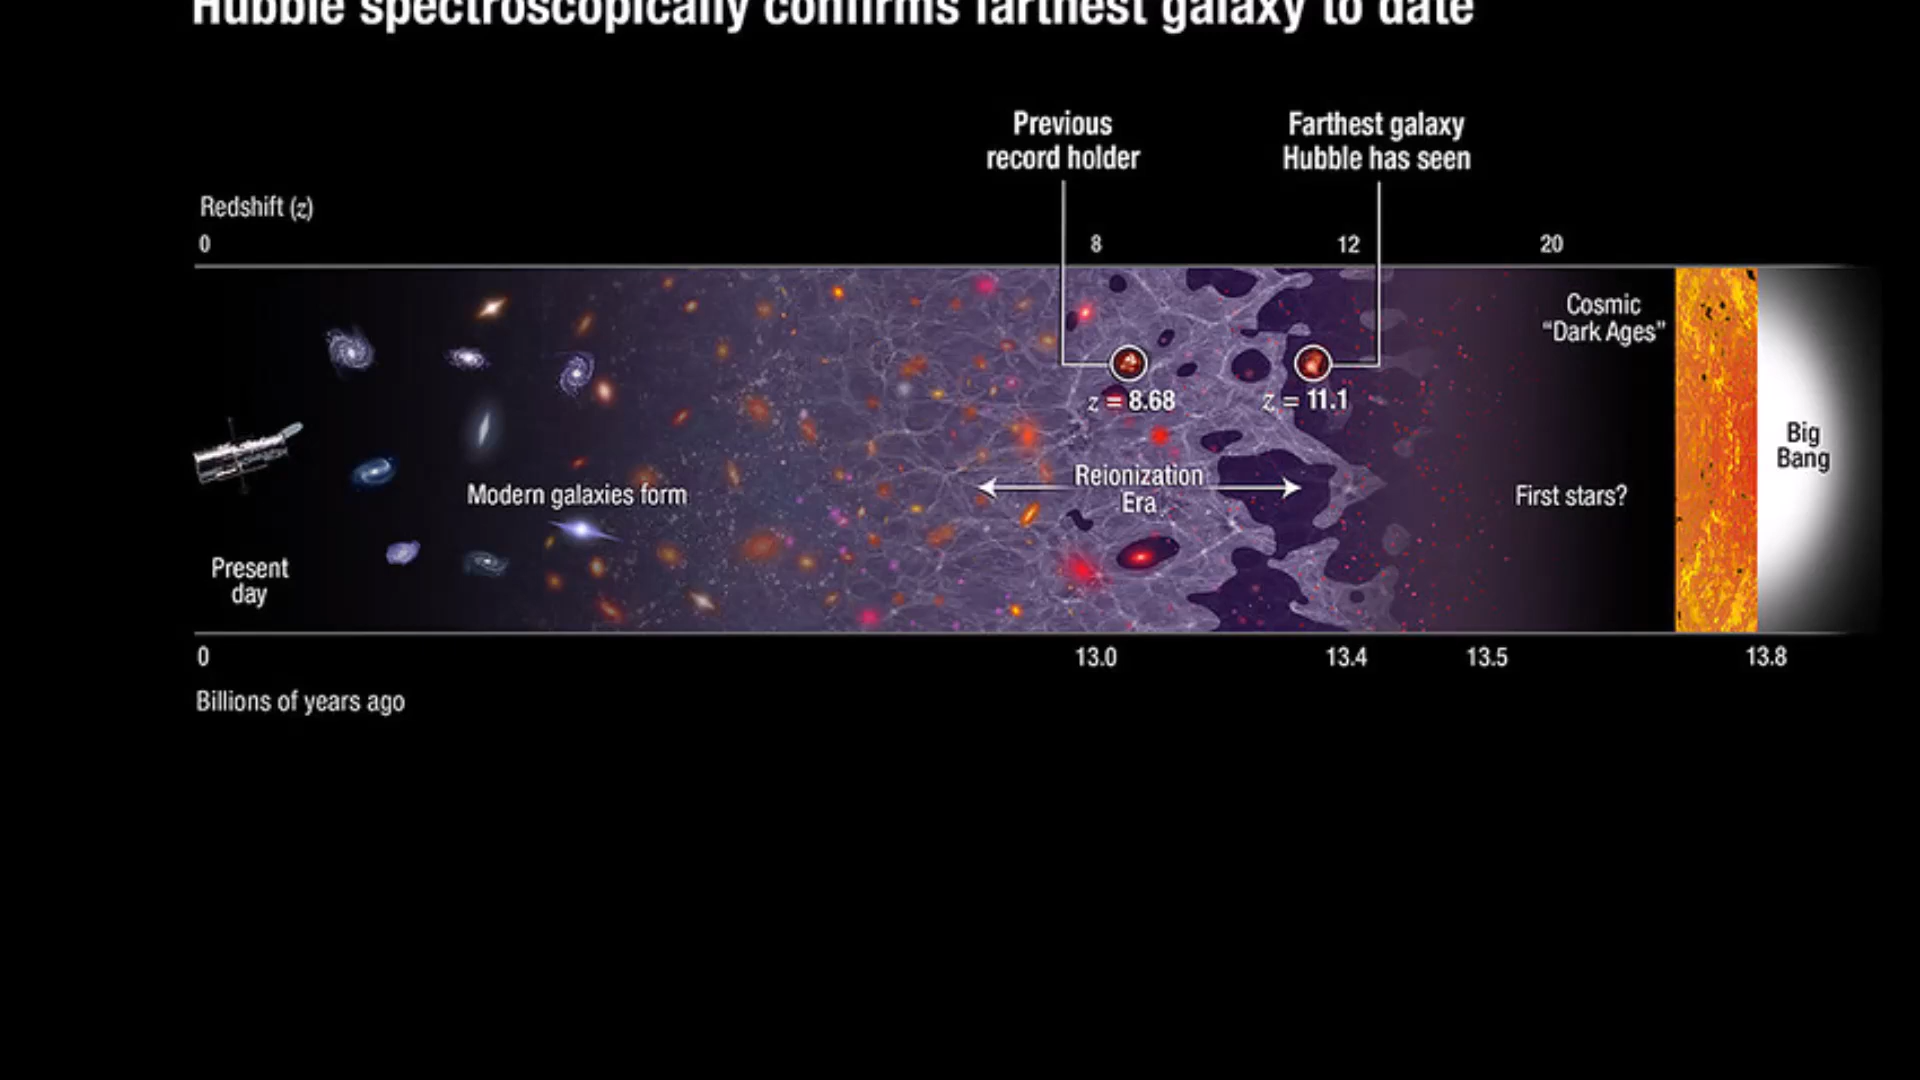 Hubble spectroscopically confirms farthest galaxy to date
Previous
record holder
Farthest galaxy
Hubble has seen
Redshift (z)
0
8
12
20
Cosmic
“Dark Ages”
z = 8.68
z = 11.1
Big
Bang
Reionization
Era
Modern galaxies form
First stars?
Present
day
0
13.0
13.4
13.5
13.8
Billions of years ago